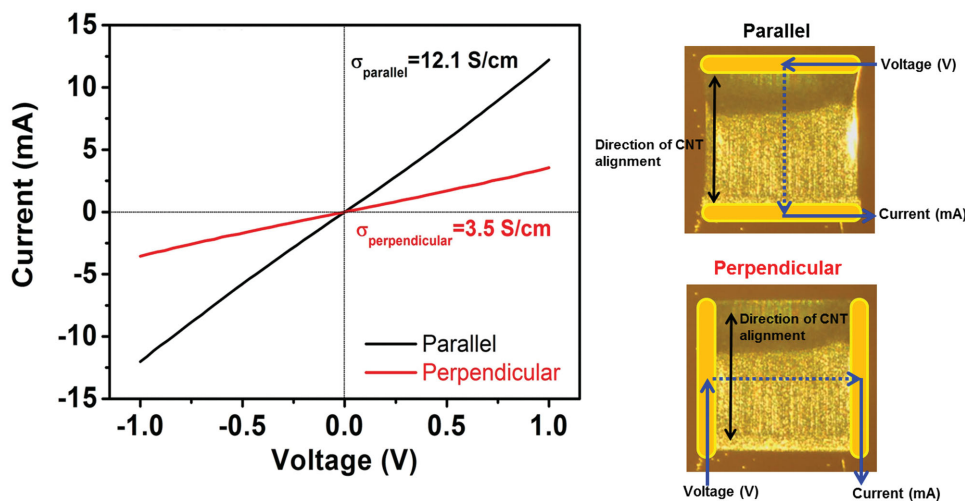 15
10
5
0
-5
-10
-15
-1.0
-0.5
0.0
0.5
1.0
Current (mA)
Voltage (V)
σparallel=12.1 S/cm
σperpendicular=3.5 S/cm
Parallel
Perpendicular
Parallel
Voltage (V)
Direction of CNT
alignment
Current (mA)
Perpendicular
Direction of CNT
alignment
Voltage (V)
Current (mA)